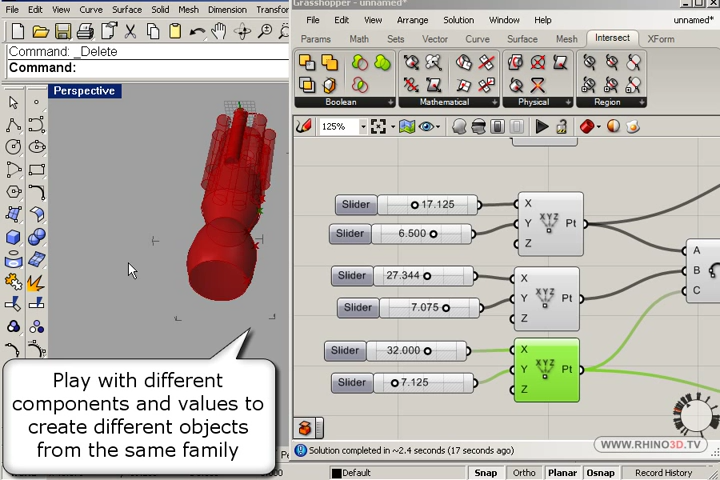 File Edit View Surface Solid Mesh Dimension Transform
Command: _Delete
Command:
Perspective
Grasshopper - unnamed*
File Edit View Arrange Solution Window Help unnamed*
Params Math Sets Vector Curve Surface Mesh Intersect XForm
Boolean Mathematical Physical Region
125%
Slider 17.125
Slider 6.500
X
Y
Z
Pt
Slider 27.344
Slider 7.075
X
Y
Z
Pt
Slider 32.000
Slider 7.125
X
Y
Z
Pt
A
B
C
XYZ
XYZ
XYZ
Play with different
components and values to
create different objects
from the same family
Solution completed in ~2.4 seconds (17 seconds ago)
WWW.RHINO3D.TV
Default Snap Ortho Planar Osnap Record History